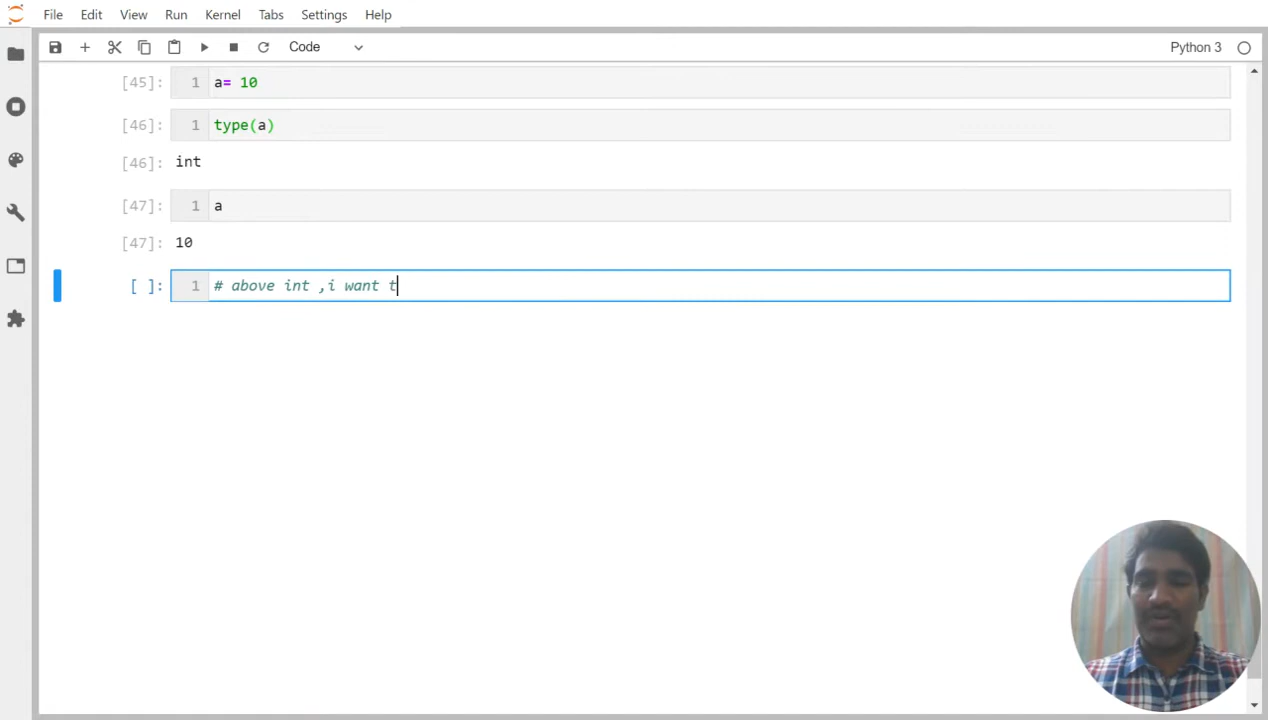 File Edit View Run Kernel Tabs Settings Help
Code Python 3
[45]: 1 a= 10
[46]: 1 type(a)
[46]: int
[47]: 1 a
[47]: 10
[ ]: 1 # above int ,i want t